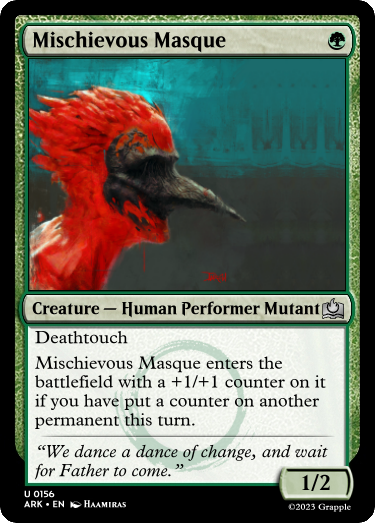 Mischievous Masque
Creature — Human Performer Mutant
Deathtouch
Mischievous Masque enters the
battlefield with a +1/+1 counter on it
if you have put a counter on another
permanent this turn.
“We dance a dance of change, and wait
for Father to come.”
1/2
U 0156
ARK • EN Haamiras
©2023 Grapple